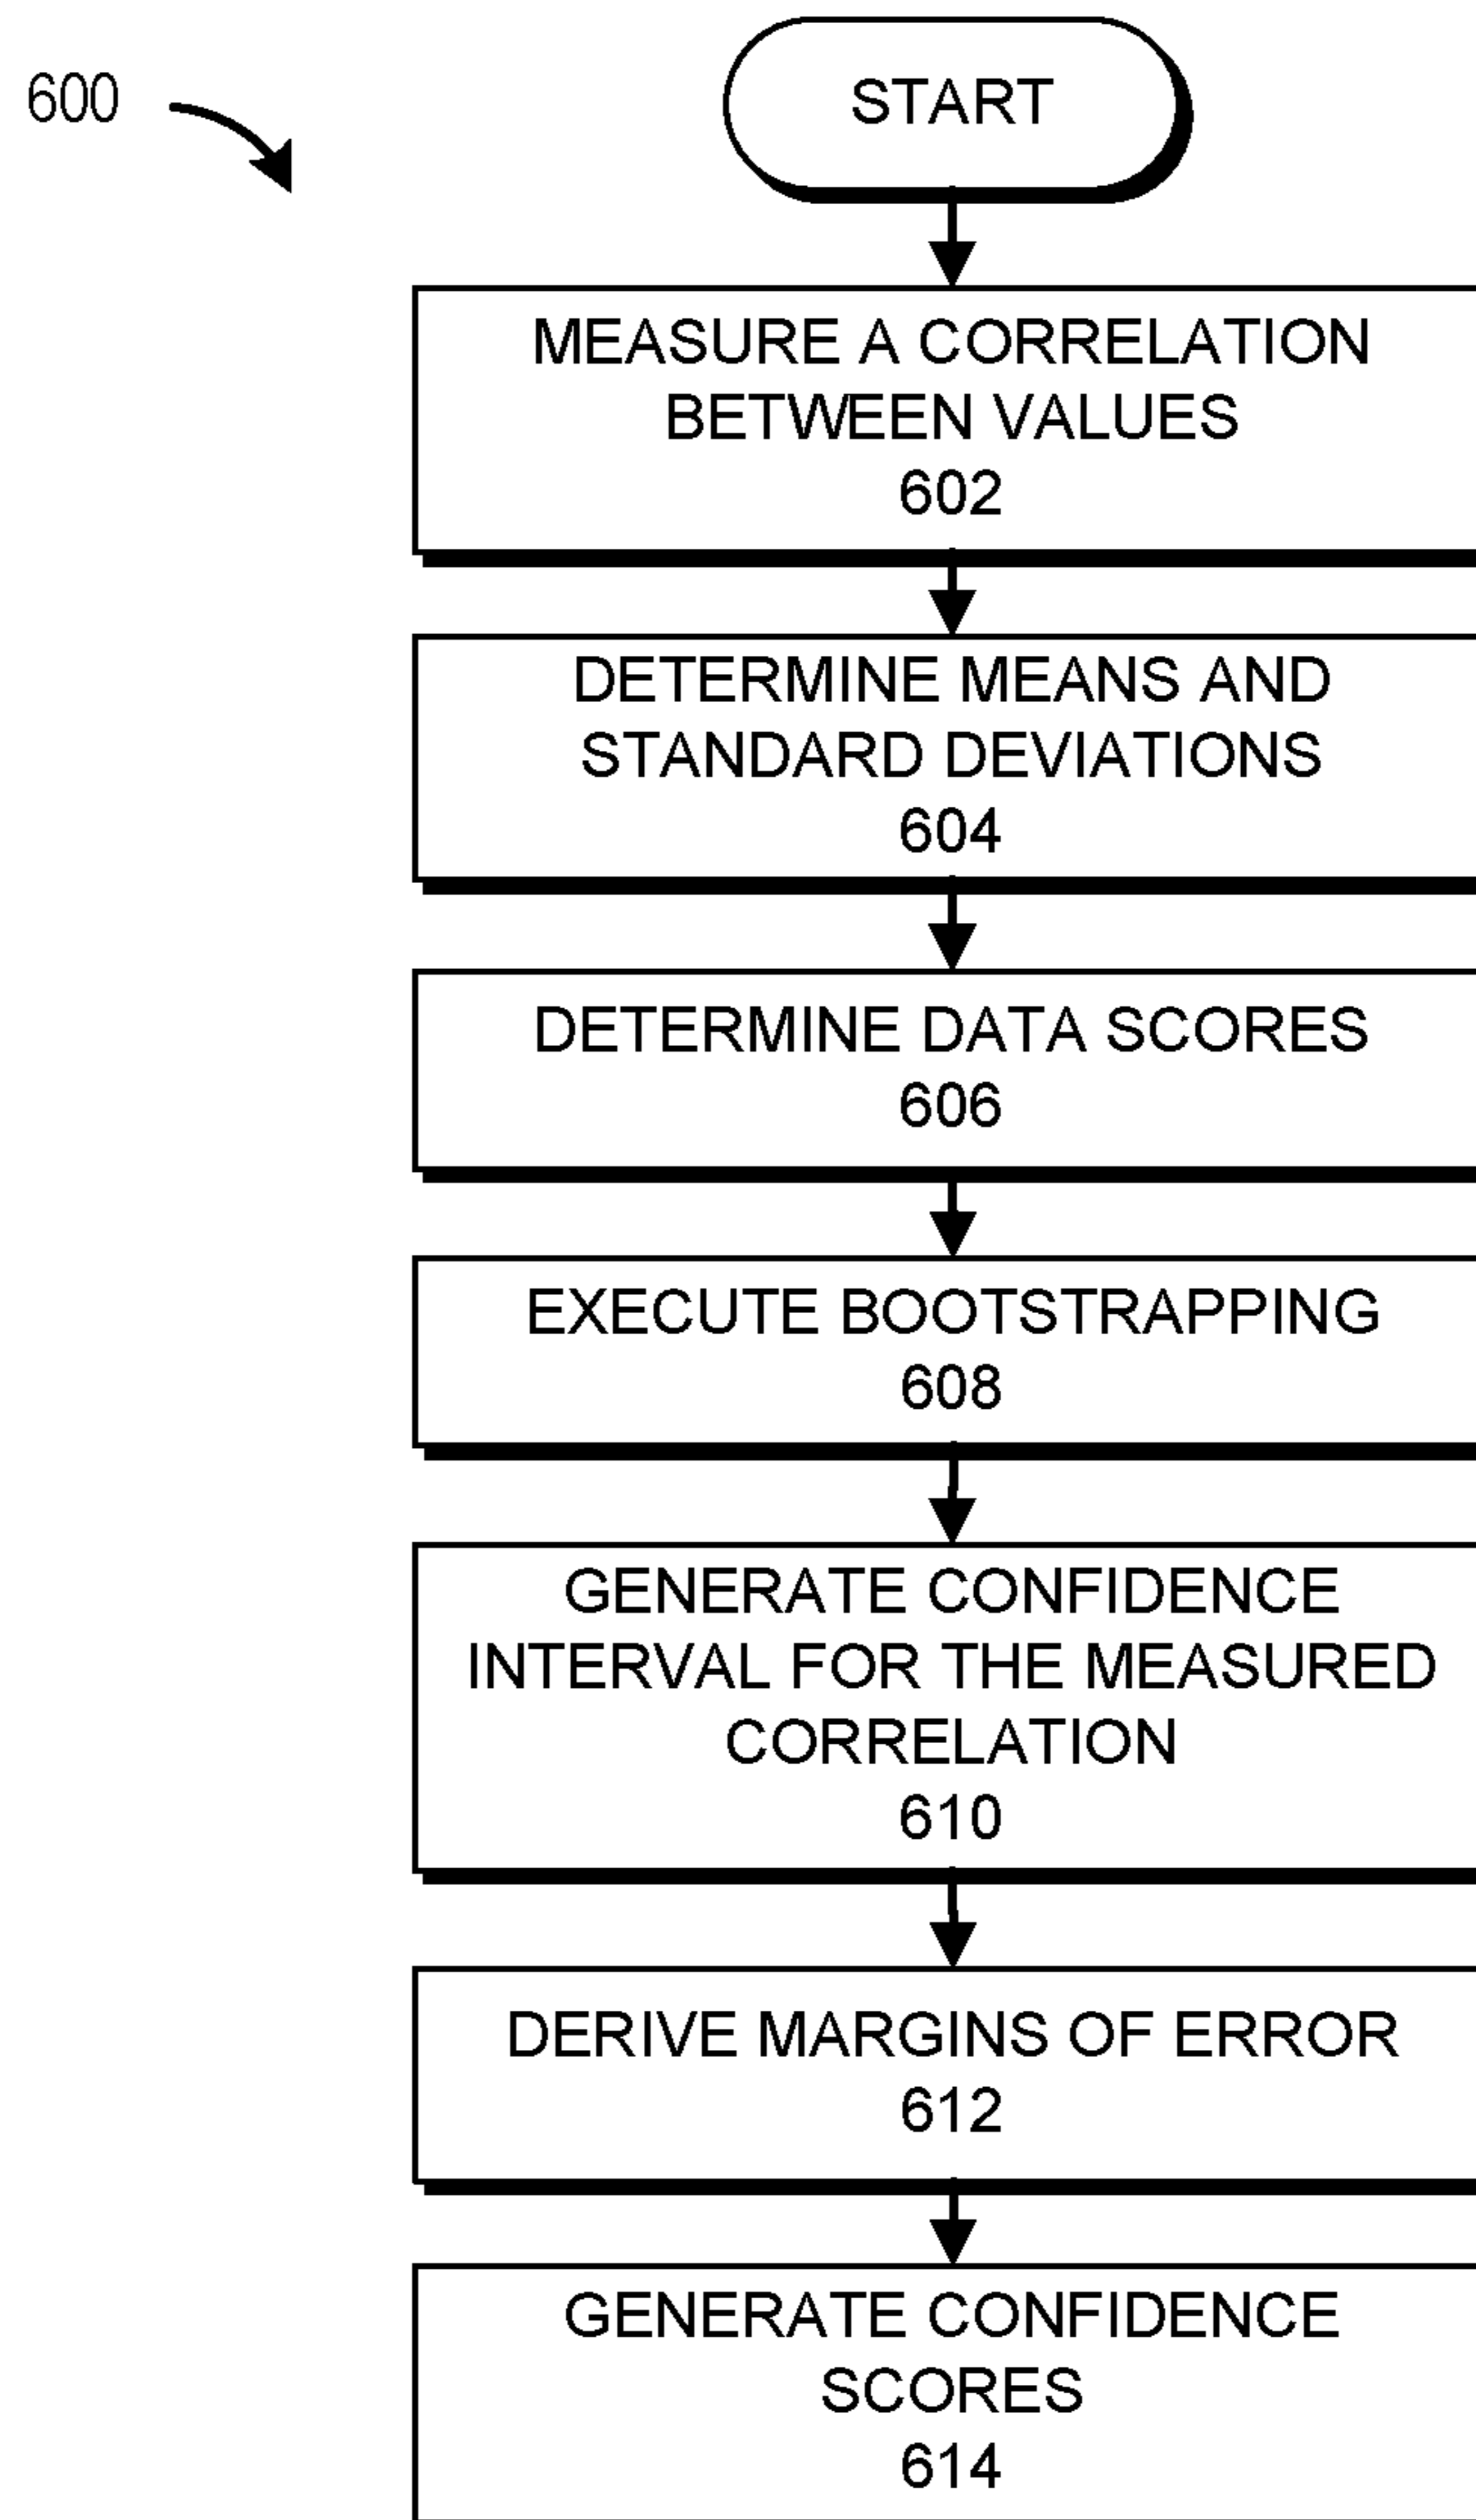 600
START
MEASURE A CORRELATION
BETWEEN VALUES
602
DETERMINE MEANS AND
STANDARD DEVIATIONS
604
DETERMINE DATA SCORES
606
EXECUTE BOOTSTRAPPING
608
GENERATE CONFIDENCE
INTERVAL FOR THE MEASURED
CORRELATION
610
DERIVE MARGINS OF ERROR
612
GENERATE CONFIDENCE
SCORES
614